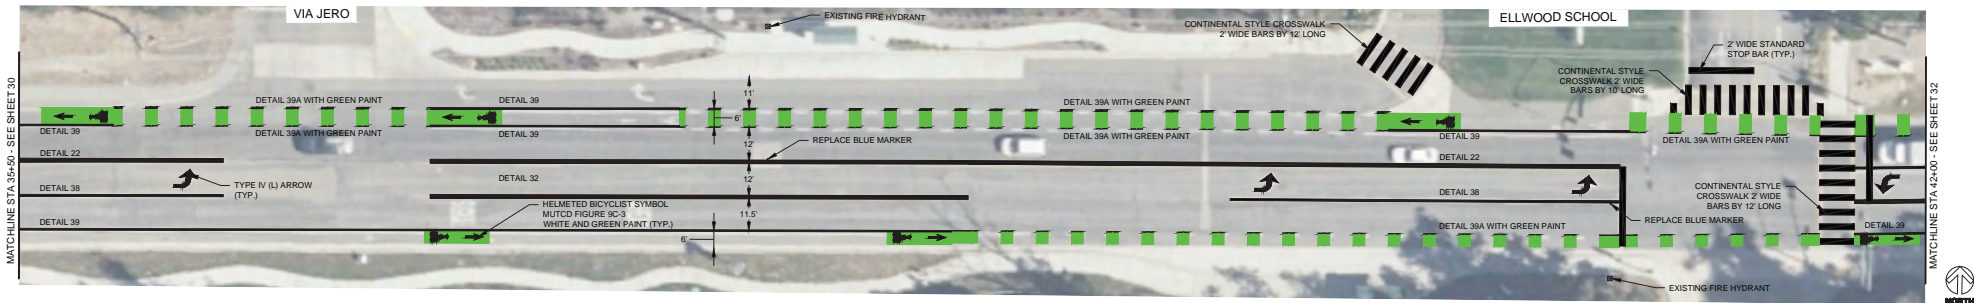 VIA JERO
EXISTING FIRE HYDRANT
CONTINENTAL STYLE CROSSWALK
2' WIDE BARS BY 12' LONG
ELLWOOD SCHOOL
2' WIDE STANDARD
STOP BAR (TYP.)
CONTINENTAL STYLE
CROSSWALK 2' WIDE
BARS BY 10' LONG
MATCHLINE STA 35+50 - SEE SHEET 30
DETAIL 39A WITH GREEN PAINT
DETAIL 39
11'
DETAIL 39A WITH GREEN PAINT
6'
DETAIL 39
DETAIL 39A WITH GREEN PAINT
DETAIL 39
DETAIL 39A WITH GREEN PAINT
DETAIL 39
DETAIL 39A WITH GREEN PAINT
12'
REPLACE BLUE MARKER
DETAIL 22
DETAIL 22
12'
DETAIL 32
TYPE IV (L) ARROW
(TYP.)
DETAIL 38
DETAIL 38
CONTINENTAL STYLE
CROSSWALK 2' WIDE
BARS BY 12' LONG
HELMETED BICYCLIST SYMBOL
MUTCD FIGURE 9C-3
WHITE AND GREEN PAINT (TYP.)
11.5'
REPLACE BLUE MARKER
DETAIL 39
DETAIL 39A WITH GREEN PAINT
DETAIL 39
6'
EXISTING FIRE HYDRANT
MATCHLINE STA 42+00 - SEE SHEET 32
NORTH